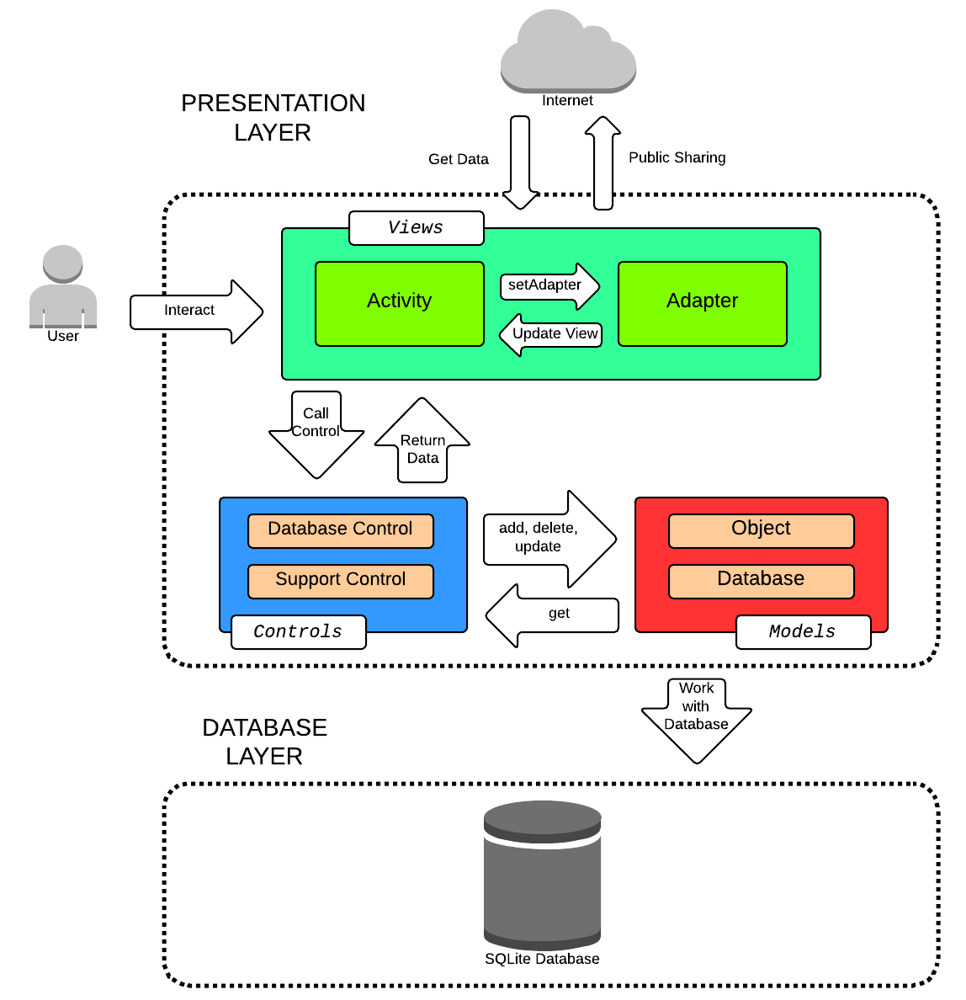 Internet
PRESENTATION
LAYER
Get Data
Public Sharing
Views
Activity
setAdapter
Update View
Adapter
Interact
User
Call
Control
Return
Data
Database Control
Support Control
Controls
add, delete,
update
get
Object
Database
Models
Work
with
Database
DATABASE
LAYER
SQLite Database